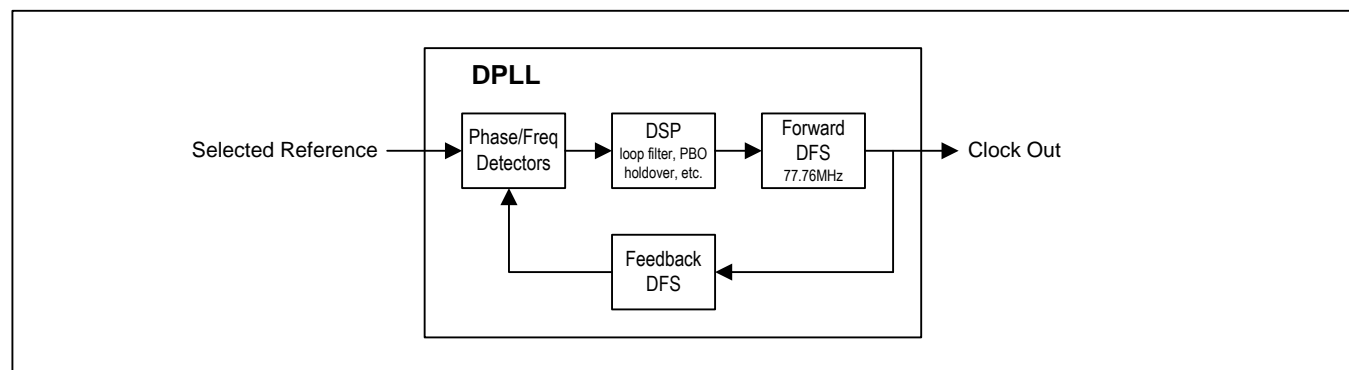 DPLL
Selected Reference
Phase/Freq
Detectors
DSP
loop filter, PBO
holdover, etc.
Forward
DFS
77.76MHz
Clock Out
Feedback
DFS